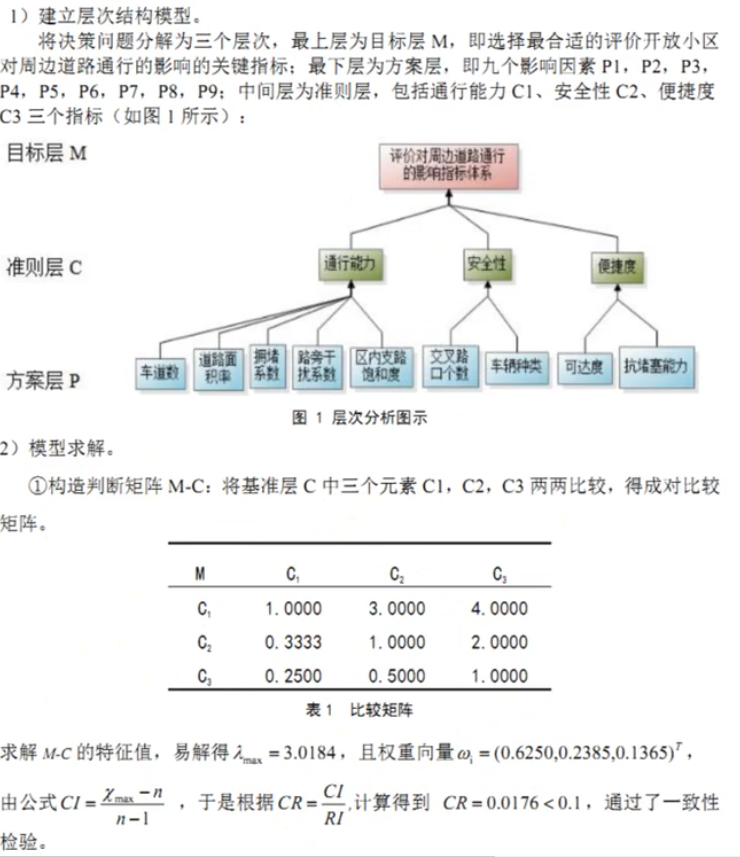 1）建立层次结构模型。
将决策问题分解为三个层次，最上层为目标层 M，即选择最合适的评价开放小区
对周边道路通行的影响的关键指标；最下层为方案层，即九个影响因素 P1，P2，P3，
P4，P5，P6，P7，P8，P9；中间层为准则层，包括通行能力 C1、安全性 C2、便捷度
C3 三个指标（如图 1 所示）：
目标层 M
评价对周边道路通行
的影响指标体系
准则层 C
通行能力
安全性
便捷度
方案层 P
车道数
道路面
积率
拥堵
系数
路旁干
扰系数
区内支路
饱和度
交叉路
口个数
车辆种类
可达度
抗堵塞能力
图 1 层次分析图示
2）模型求解。
①构造判断矩阵 M-C：将基准层 C 中三个元素 C1，C2，C3 两两比较，得成对比较
矩阵。
M C₁ C₂ C₃
C₁ 1.0000 3.0000 4.0000
C₂ 0.3333 1.0000 2.0000
C₃ 0.2500 0.5000 1.0000
表 1 比较矩阵
求解 M-C 的特征值，易解得 λmax = 3.0184，且权重向量 ωi = (0.6250,0.2385,0.1365)ᵀ，
由公式 CI = (χmax − n)/(n−1) ，于是根据 CR = CI/RI ,计算得到 CR = 0.0176 < 0.1，通过了一致性
检验。